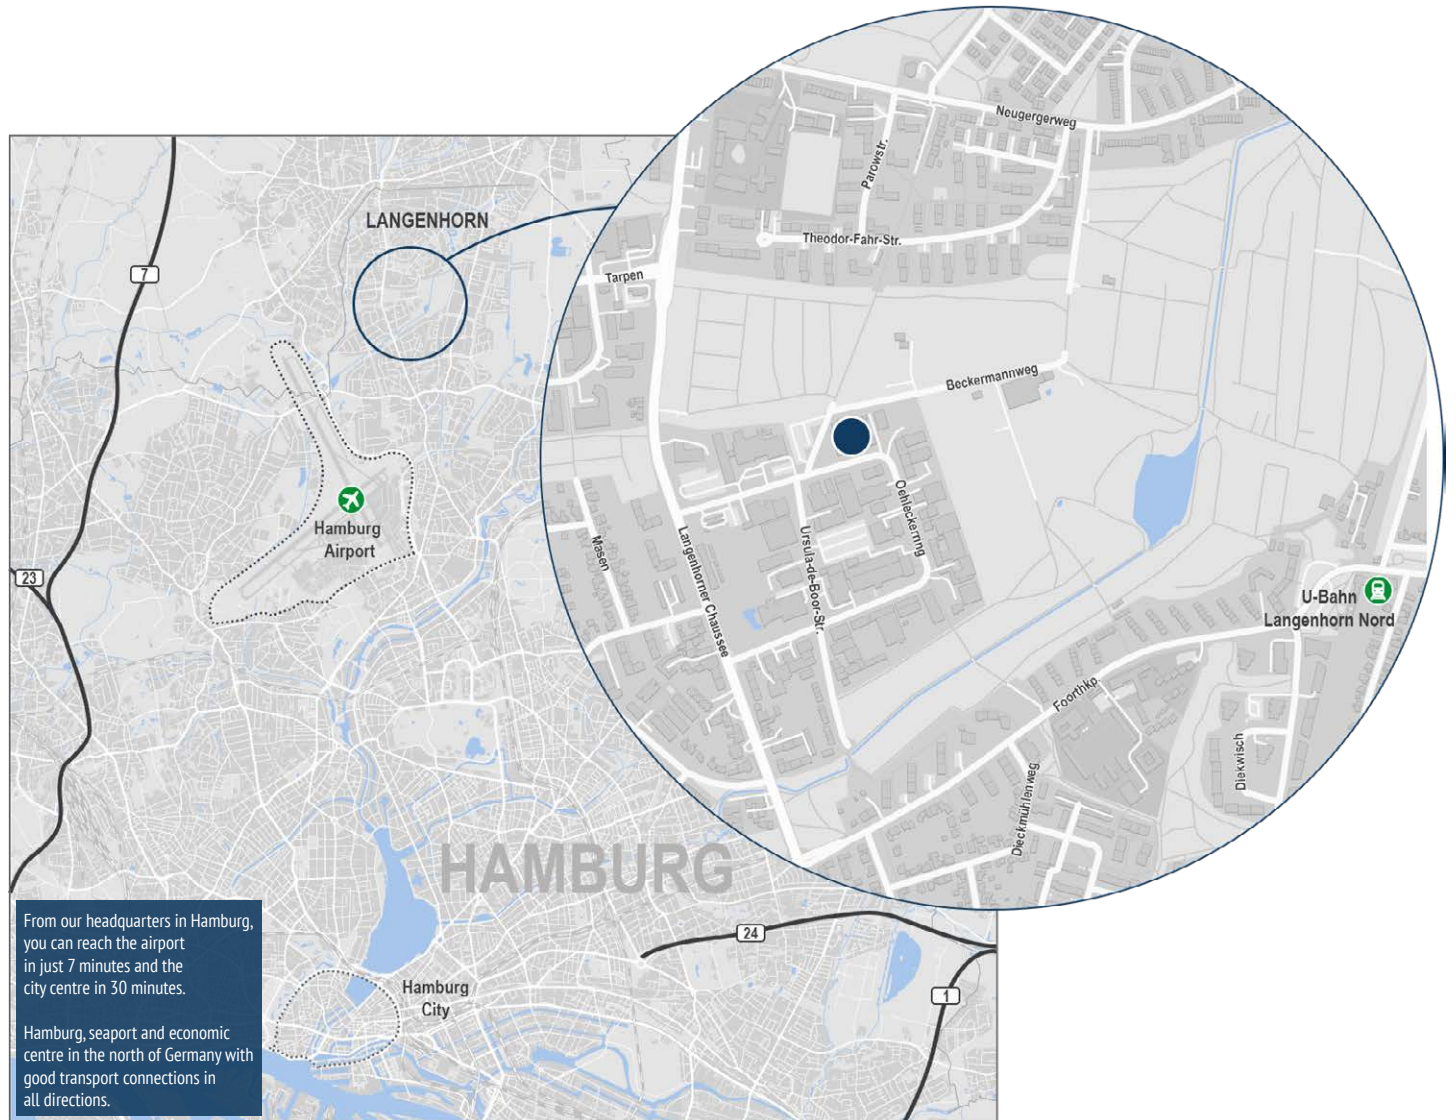 Neugergerweg
Parowstr.
Theodor-Fahr-Str.
LANGENHORN
7
Tarpen
Beckermannweg
Oehleckerring
Hamburg
Airport
Masen
Langenhorner Chaussee
Ursula-de-Boor-Str.
23
U-Bahn
Langenhorn Nord
Foorthkp.
Diekwisch
Dieckmühlenweg
HAMBURG
24
Hamburg
City
1
From our headquarters in Hamburg,
you can reach the airport
in just 7 minutes and the
city centre in 30 minutes.
Hamburg, seaport and economic
centre in the north of Germany with
good transport connections in
all directions.